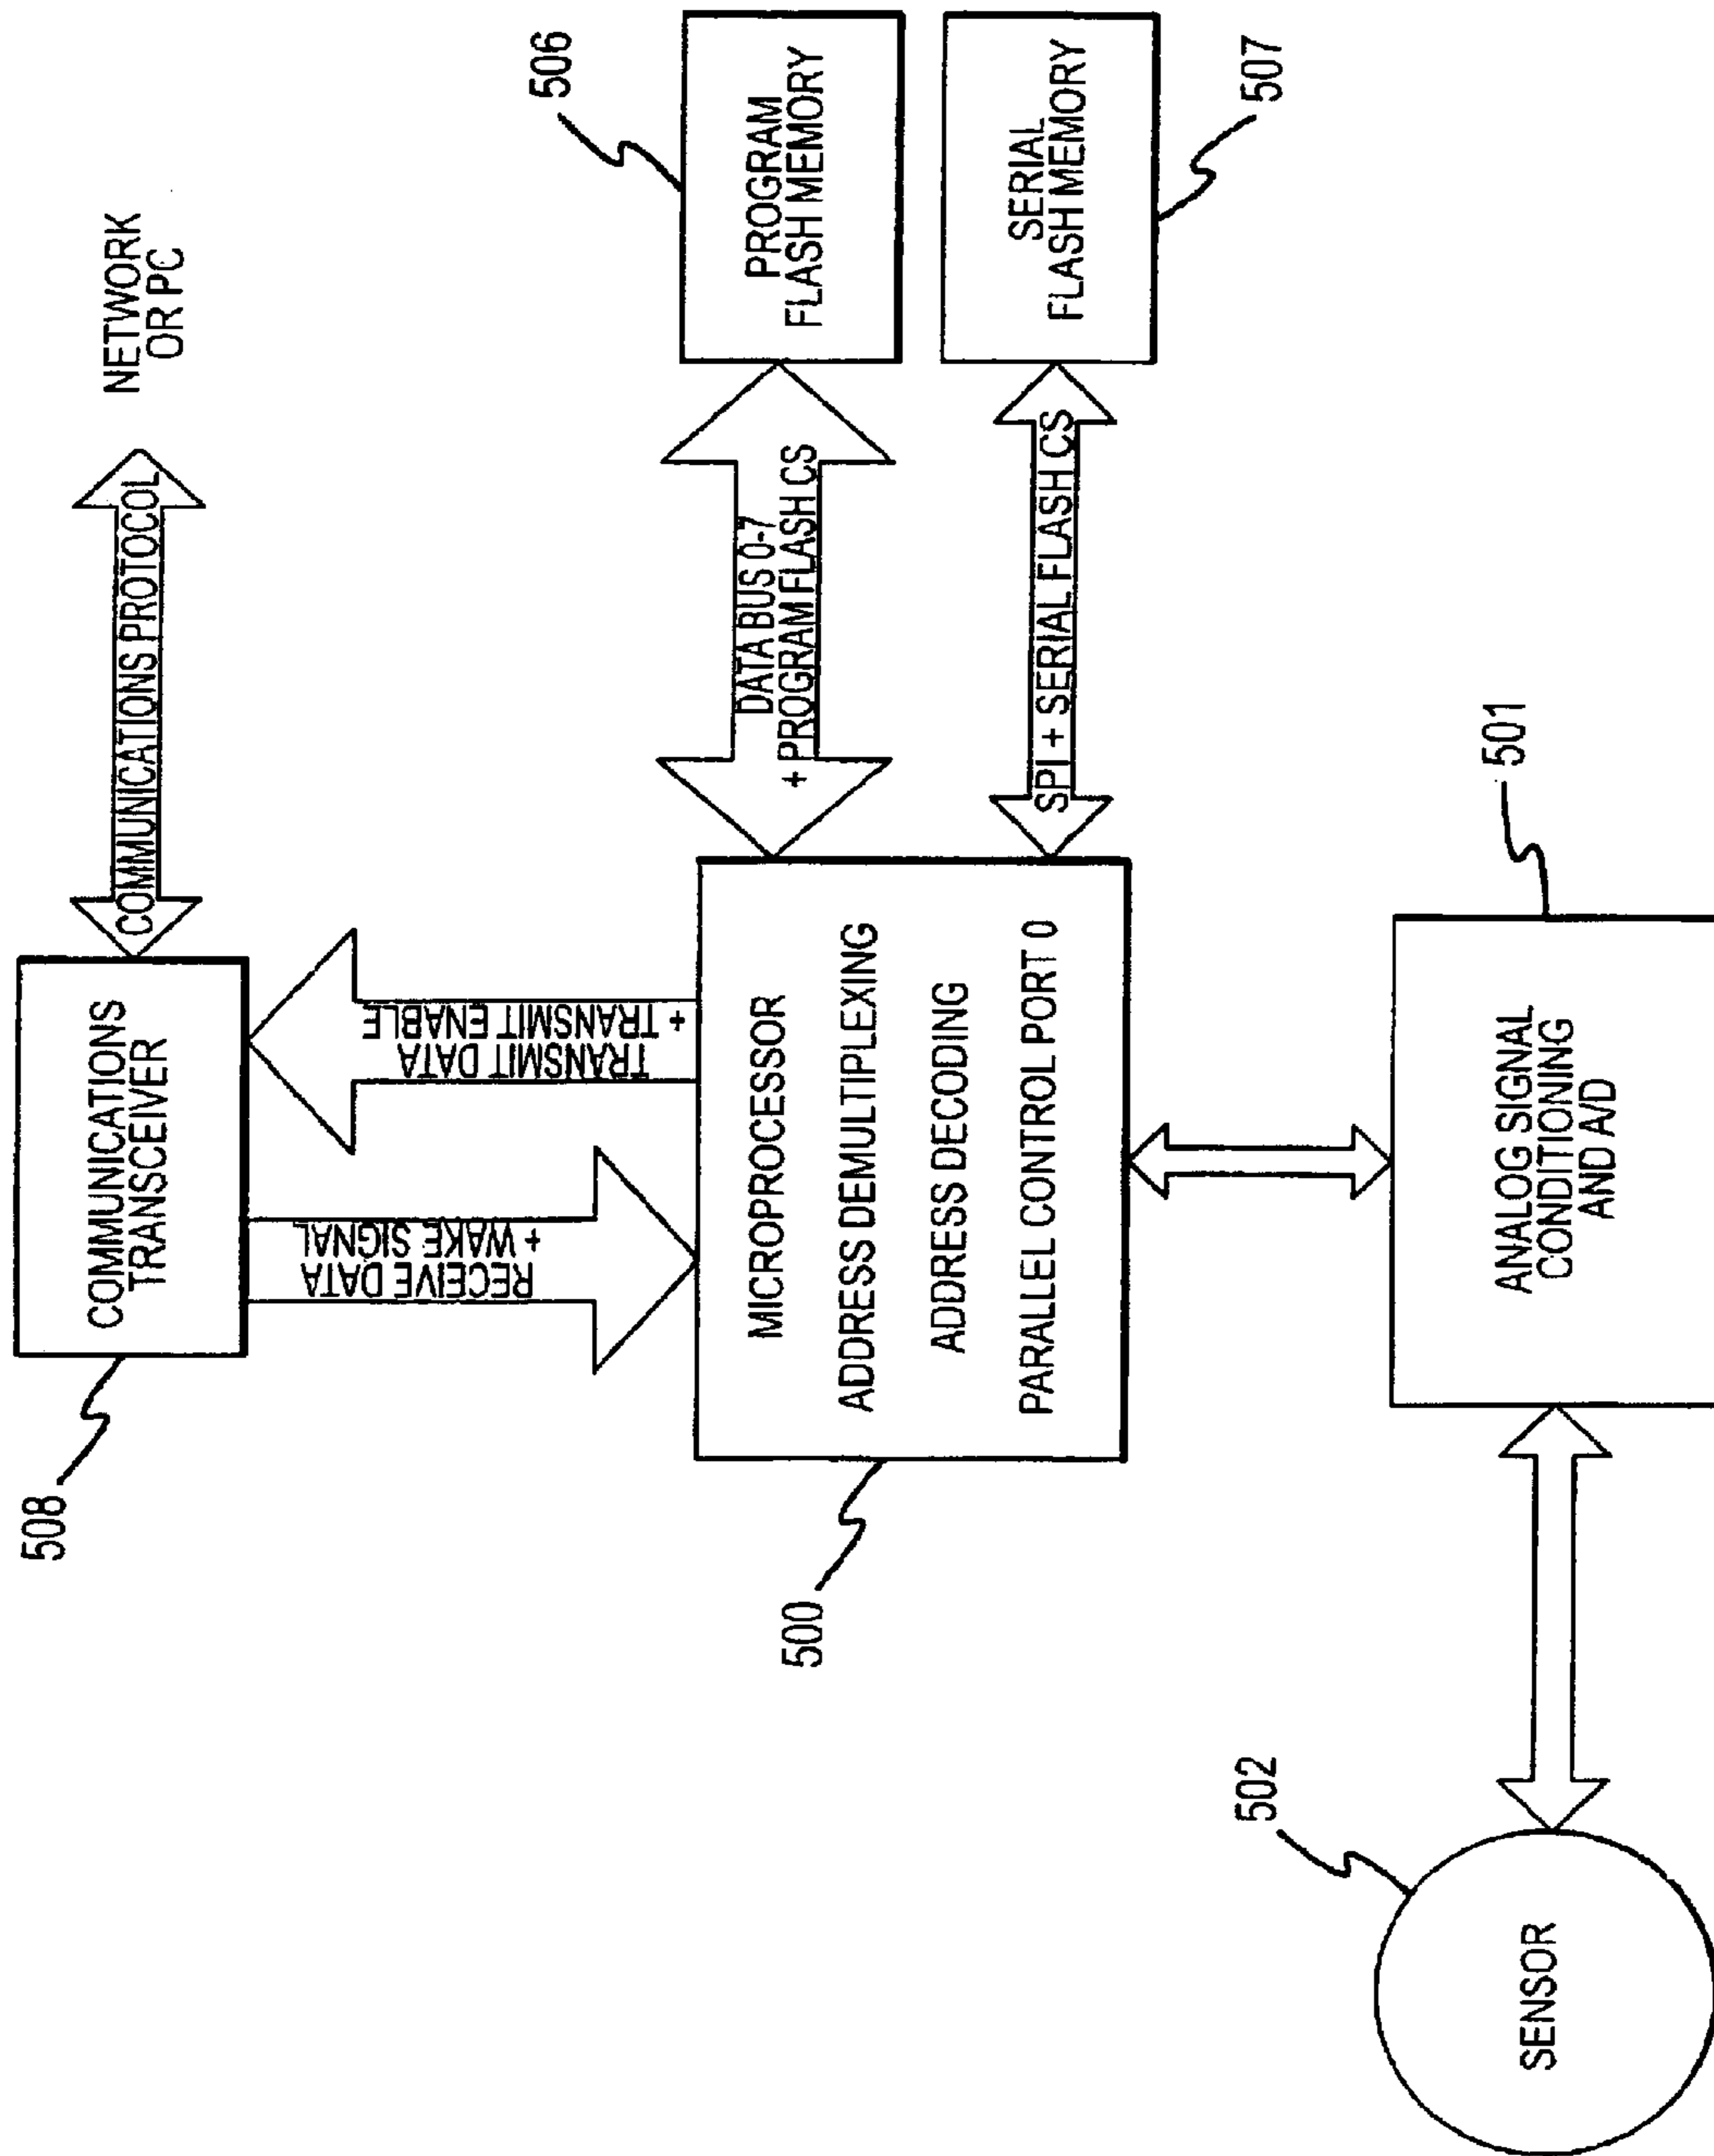 508
COMMUNICATIONS
TRANSCEIVER
COMMUNICATIONS PROTOCOL
NETWORK
OR PC
RECEIVE DATA
+ WAKE SIGNAL
TRANSMIT DATA
+ TRANSMIT ENABLE
500
MICROPROCESSOR
ADDRESS DEMULTIPLEXING
ADDRESS DECODING
PARALLEL CONTROL PORT 0
DATA BUS 0-7
+ PROGRAM FLASH CS
506
PROGRAM
FLASH MEMORY
SPI + SERIAL FLASH CS
SERIAL
FLASH MEMORY
507
502
SENSOR
ANALOG SIGNAL
CONDITIONING
AND A/D
501